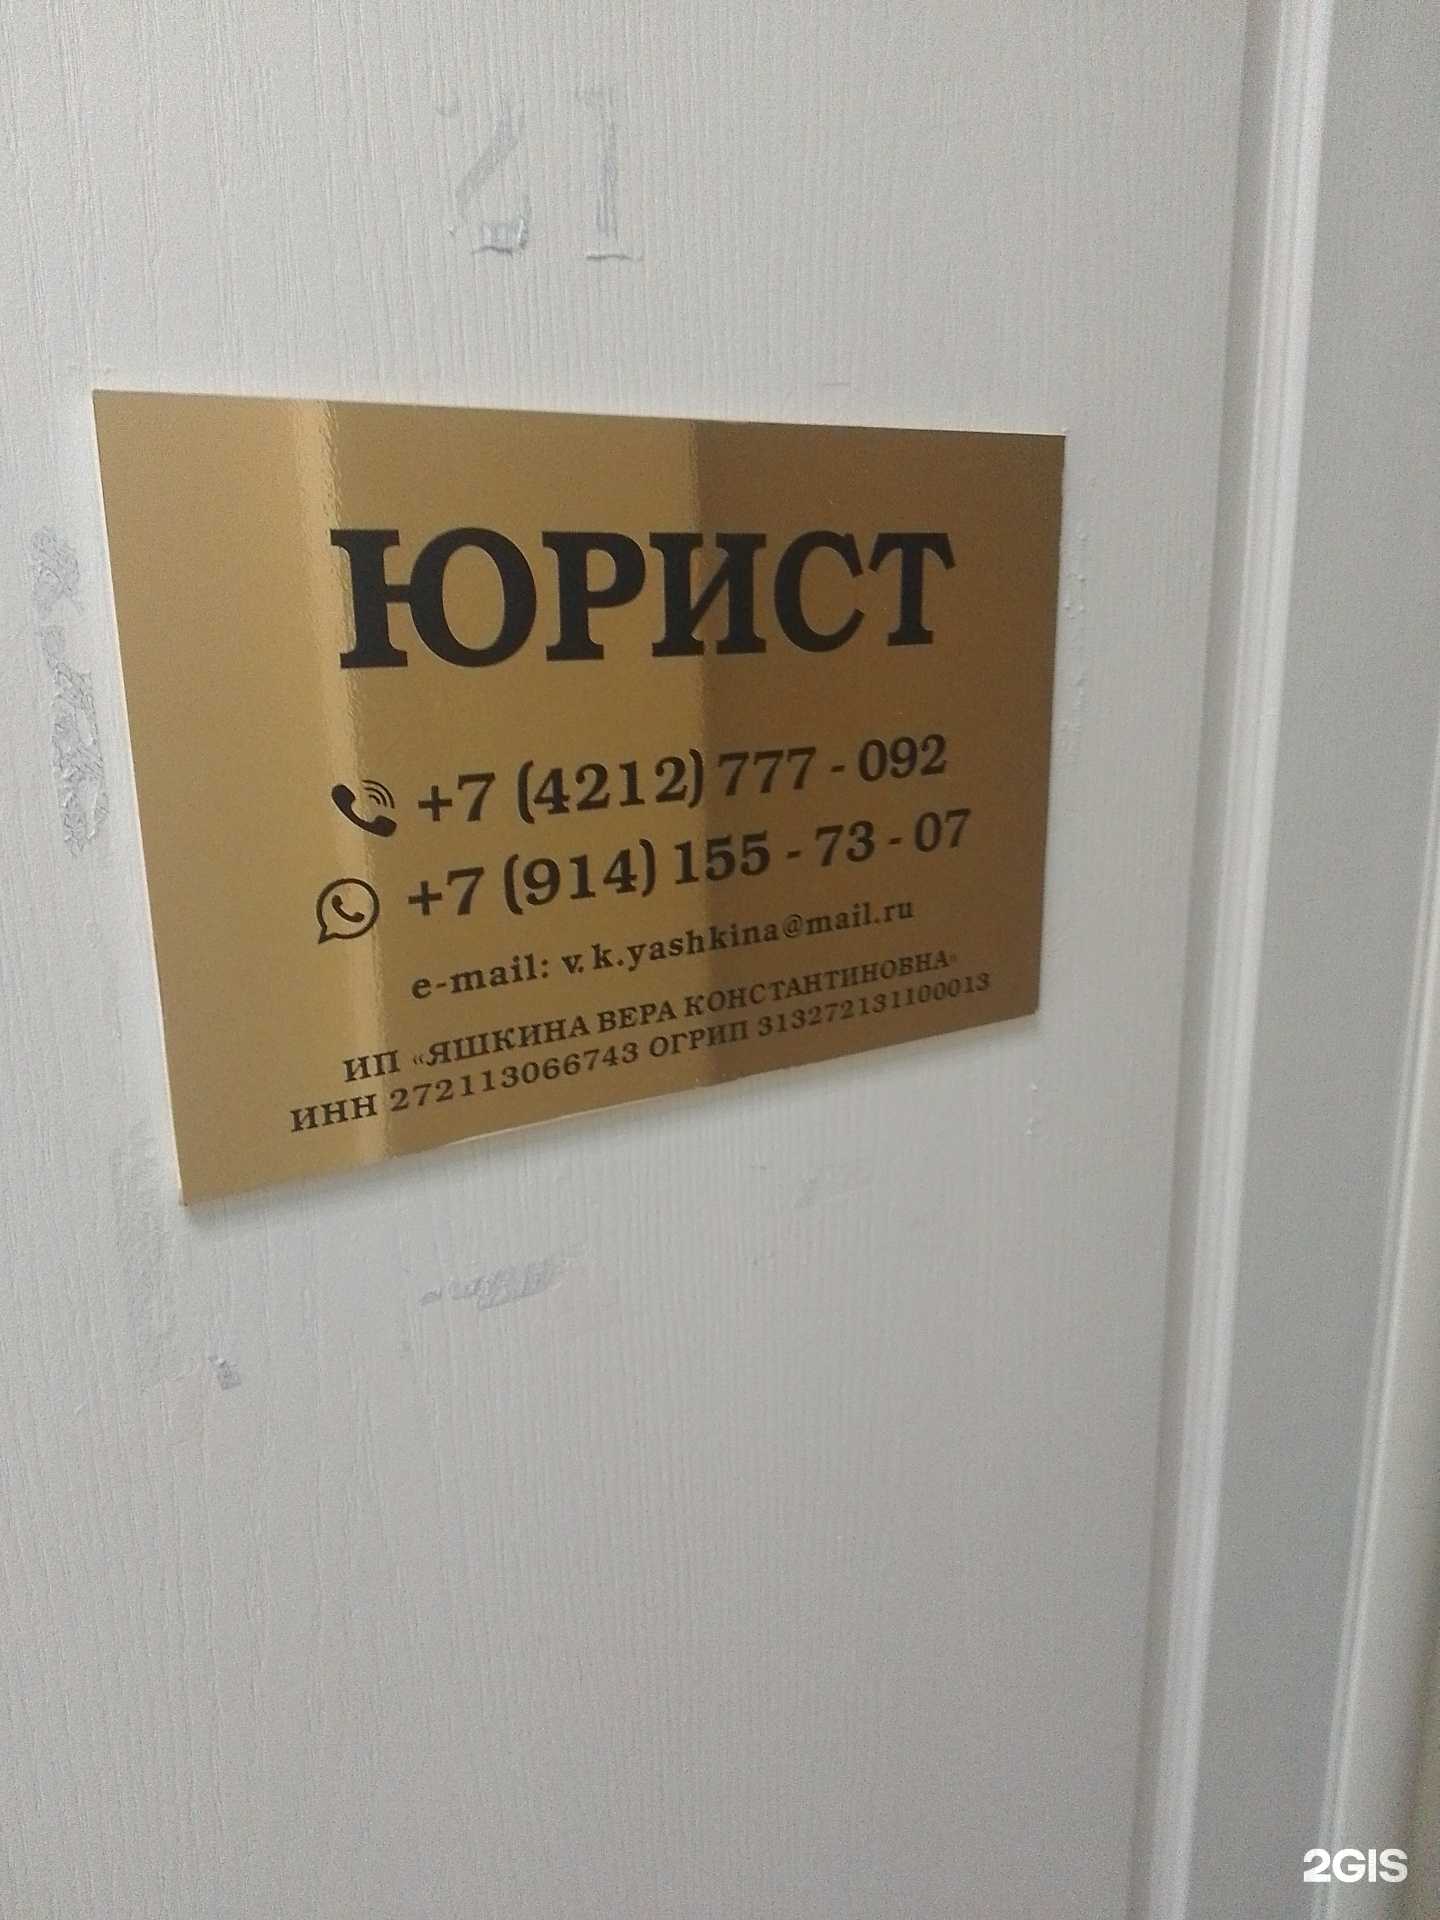 21
ЮРИСТ
+7 (4212) 777 - 092
+7 (914) 155 - 73 - 07
e-mail: v.k.yashkina@mail.ru
ИП «ЯШКИНА ВЕРА КОНСТАНТИНОВНА»
ИНН 272113066743 ОГРИП 313272131100013
2GIS